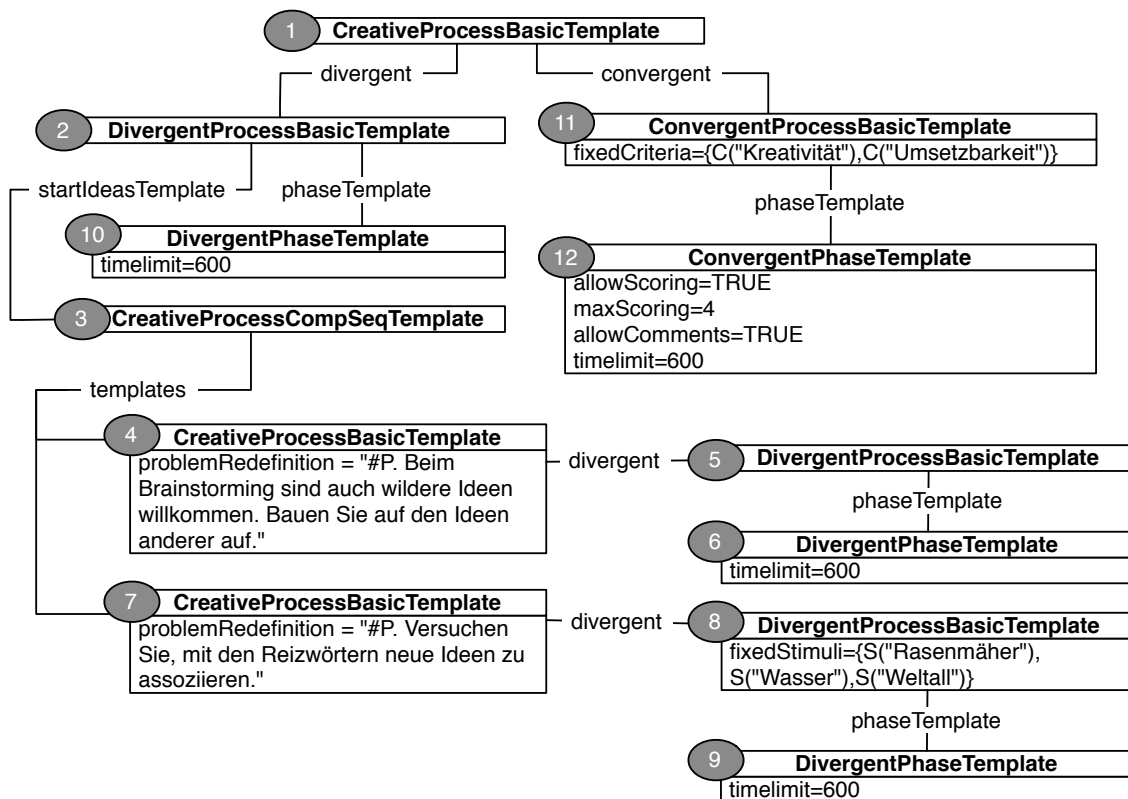 1
CreativeProcessBasicTemplate
divergent
convergent
2
DivergentProcessBasicTemplate
11
ConvergentProcessBasicTemplate
fixedCriteria={C("Kreativität"),C("Umsetzbarkeit")}
startIdeasTemplate
phaseTemplate
phaseTemplate
10
DivergentPhaseTemplate
timelimit=600
12
ConvergentPhaseTemplate
allowScoring=TRUE
maxScoring=4
allowComments=TRUE
timelimit=600
3
CreativeProcessCompSeqTemplate
templates
4
CreativeProcessBasicTemplate
problemRedefinition = "#P. Beim
Brainstorming sind auch wildere Ideen
willkommen. Bauen Sie auf den Ideen
anderer auf."
divergent
5
DivergentProcessBasicTemplate
phaseTemplate
6
DivergentPhaseTemplate
timelimit=600
7
CreativeProcessBasicTemplate
problemRedefinition = "#P. Versuchen
Sie, mit den Reizwörtern neue Ideen zu
assoziieren."
divergent
8
DivergentProcessBasicTemplate
fixedStimuli={S("Rasenmäher"),
S("Wasser"),S("Weltall")}
phaseTemplate
9
DivergentPhaseTemplate
timelimit=600